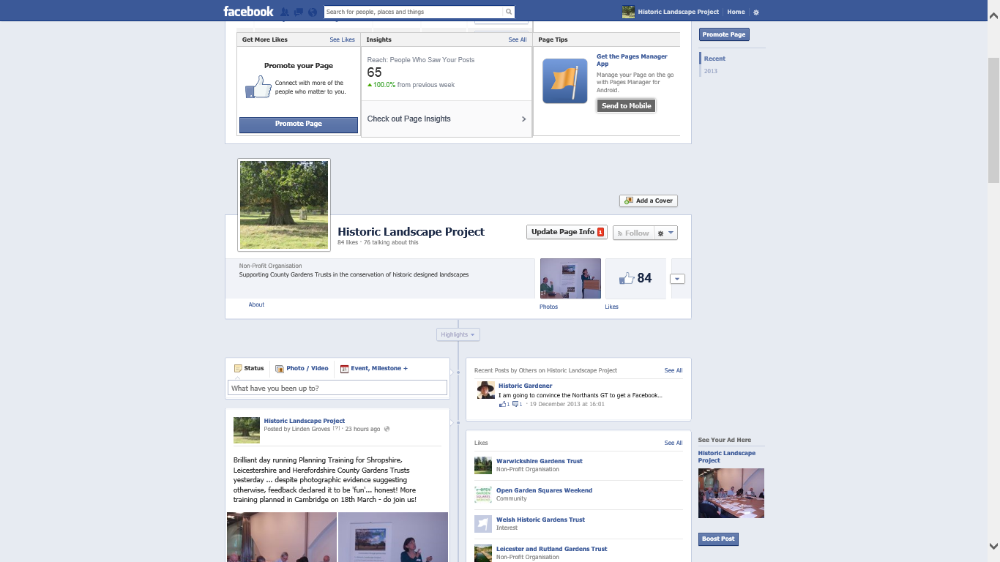 facebook
Search for people, places and things
Historic Landscape Project
Home
Get More Likes
See Likes
Promote your Page
Connect with more of the
people who matter to you.
Promote Page
Insights
See All
Reach: People Who Saw Your Posts
65
100.0% from previous week
Check out Page Insights
Page Tips
Get the Pages Manager
App
Manage your Page on the go
with Pages Manager for
Android.
Send to Mobile
Promote Page
Recent
2013
Add a Cover
Historic Landscape Project
84 likes · 76 talking about this
Update Page Info 1
Follow
Non-Profit Organisation
Supporting County Gardens Trusts in the conservation of historic designed landscapes
About
Photos
84
Likes
Highlights
Status
Photo / Video
Event, Milestone +
What have you been up to?
Historic Landscape Project
Posted by Linden Groves [?] · 23 hours ago
Brilliant day running Planning Training for Shropshire,
Leicestershire and Herefordshire County Gardens Trusts
yesterday ... despite photographic evidence suggesting
otherwise, feedback declared it to be 'fun'... honest! More
training planned in Cambridge on 18th March - do join us!
Recent Posts by Others on Historic Landscape Project
See All
Historic Gardener
I am going to convince the Northants GT to get a Facebook...
1 1 · 19 December 2013 at 16:01
Likes
See All
Warwickshire Gardens Trust
Non-Profit Organisation
OPEN
GARDEN
SQUARES
WEEKEND
Open Garden Squares Weekend
Community
Welsh Historic Gardens Trust
Interest
Leicester and Rutland Gardens Trust
Non-Profit Organisation
See Your Ad Here
Historic Landscape
Project
Boost Post